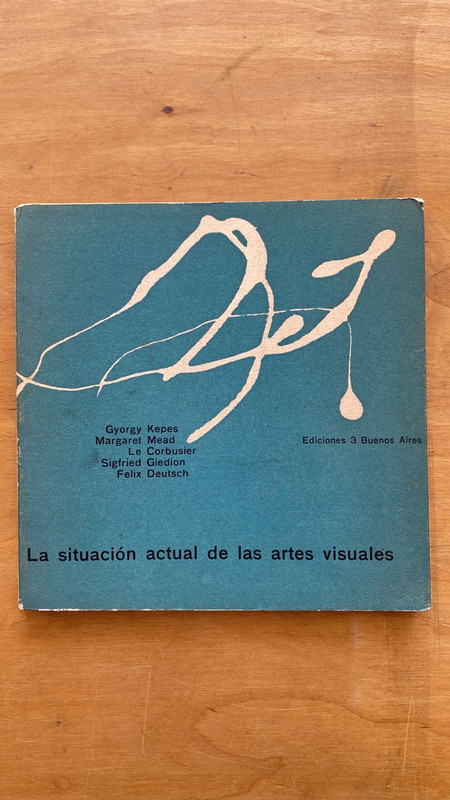 Gyorgy Kepes
Margaret Mead
Le Corbusier
Sigfried Giedion
Felix Deutsch
Ediciones 3 Buenos Aires
La situación actual de las artes visuales